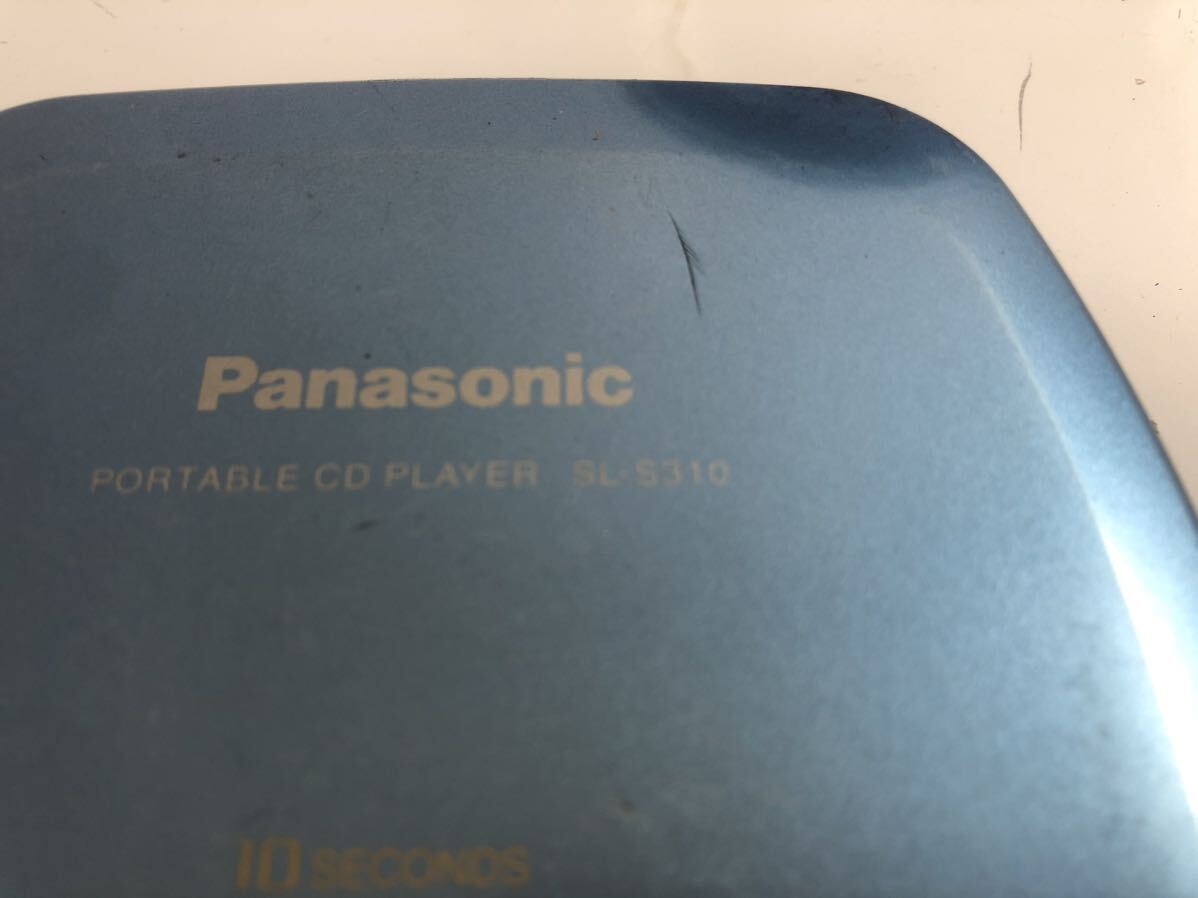 Panasonic
PORTABLE CD PLAYER SL-S310
10 SECONDS